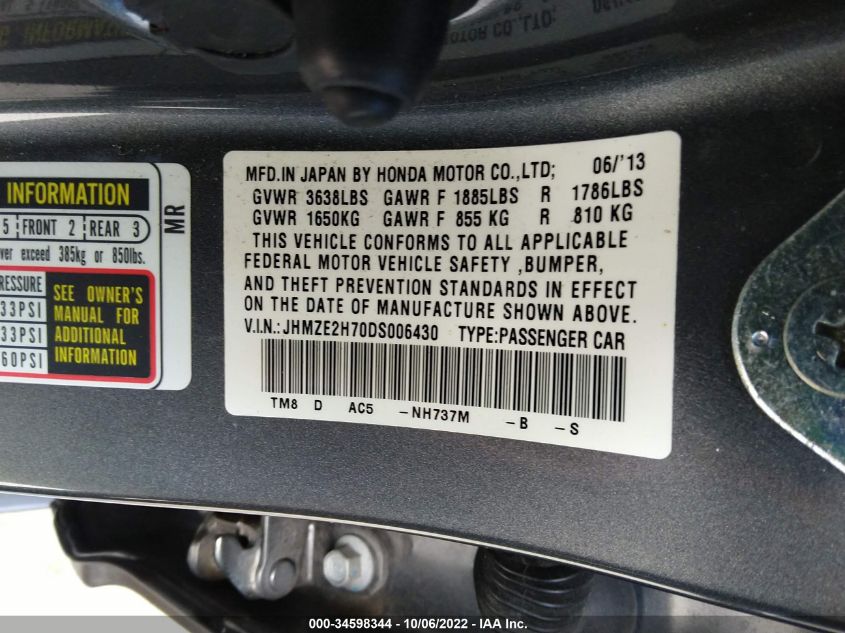 INFORMATION
5 FRONT 2 REAR 3
ver exceed 385kg or 850lbs.
RESSURE
33PSI
33PSI
60PSI
SEE OWNER'S
MANUAL FOR
ADDITIONAL
INFORMATION
MR
MFD.IN JAPAN BY HONDA MOTOR CO.,LTD; 06/'13
GVWR 3638LBS GAWR F 1885LBS R 1786LBS
GVWR 1650KG GAWR F 855 KG R 810 KG
THIS VEHICLE CONFORMS TO ALL APPLICABLE
FEDERAL MOTOR VEHICLE SAFETY ,BUMPER,
AND THEFT PREVENTION STANDARDS IN EFFECT
ON THE DATE OF MANUFACTURE SHOWN ABOVE.
V.I.N.: JHMZE2H70DS006430 TYPE:PASSENGER CAR
TM8 D AC5 -NH737M -B -S
000-34598344 - 10/06/2022 - IAA Inc.